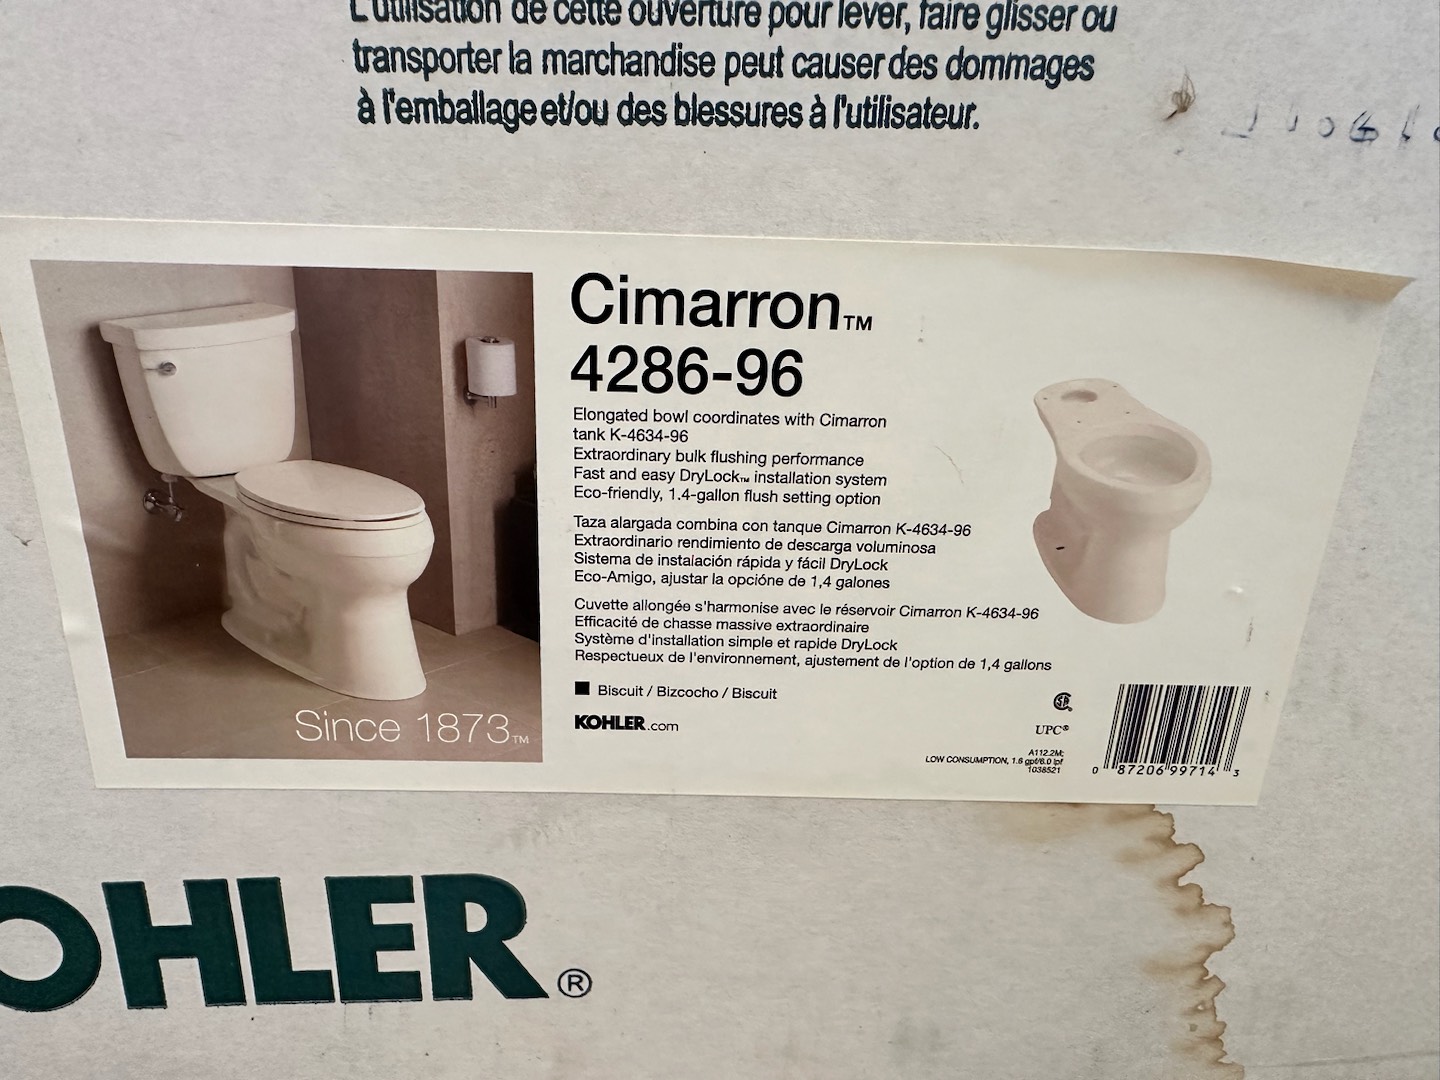 L'utilisation de cette ouverture pour lever, faire glisser ou
transporter la marchandise peut causer des dommages
à l'emballage et/ou des blessures à l'utilisateur.
Cimarron™
4286-96
Elongated bowl coordinates with Cimarron
tank K-4634-96
Extraordinary bulk flushing performance
Fast and easy DryLock™ installation system
Eco-friendly, 1.4-gallon flush setting option
Taza alargada combina con tanque Cimarron K-4634-96
Extraordinario rendimiento de descarga voluminosa
Sistema de instalación rápida y fácil DryLock
Eco-Amigo, ajustar la opcióne de 1,4 galones
Cuvette allongée s'harmonise avec le réservoir Cimarron K-4634-96
Efficacité de chasse massive extraordinaire
Système d'installation simple et rapide DryLock
Respectueux de l'environnement, ajustement de l'option de 1,4 gallons
Biscuit / Bizcocho / Biscuit
KOHLER.com
Since 1873™
UPC®
A112.2M;
LOW CONSUMPTION, 1.6 gpf/6.0 lpf
1038521
0 87206 99714 3
OHLER®